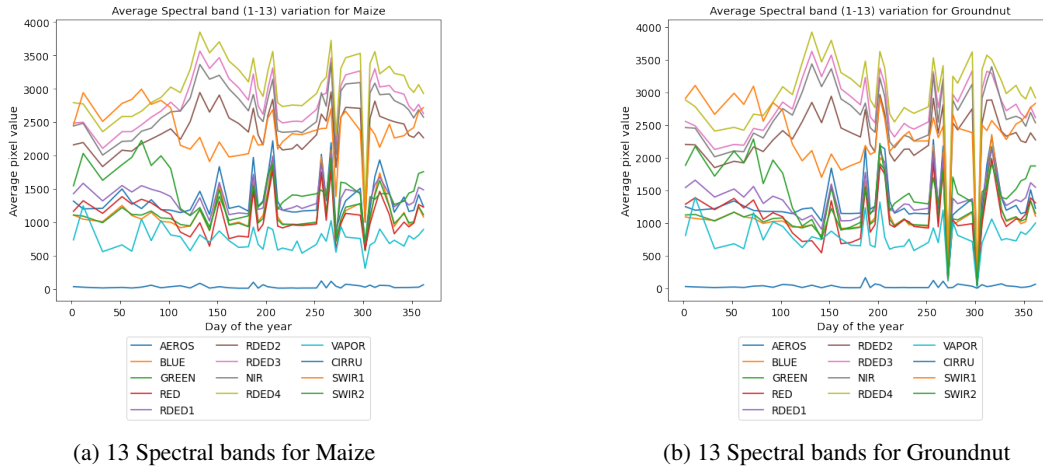 Average Spectral band (1-13) variation for Maize
4000
3500
3000
2500
2000
1500
1000
500
0
Average pixel value
0 50 100 150 200 250 300 350
Day of the year
AEROS RDED2 VAPOR
BLUE RDED3 CIRRU
GREEN NIR SWIR1
RED RDED4 SWIR2
RDED1
(a) 13 Spectral bands for Maize
Average Spectral band (1-13) variation for Groundnut
4000
3500
3000
2500
2000
1500
1000
500
0
Average pixel value
0 50 100 150 200 250 300 350
Day of the year
AEROS RDED2 VAPOR
BLUE RDED3 CIRRU
GREEN NIR SWIR1
RED RDED4 SWIR2
RDED1
(b) 13 Spectral bands for Groundnut